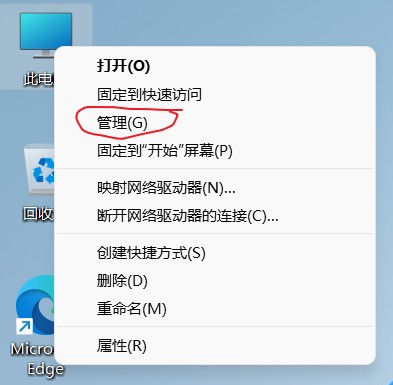 此电
打开(O)
固定到快速访问
管理(G)
固定到“开始”屏幕(P)
回收
映射网络驱动器(N)...
断开网络驱动器的连接(C)...
创建快捷方式(S)
删除(D)
重命名(M)
属性(R)
Micro
Edge